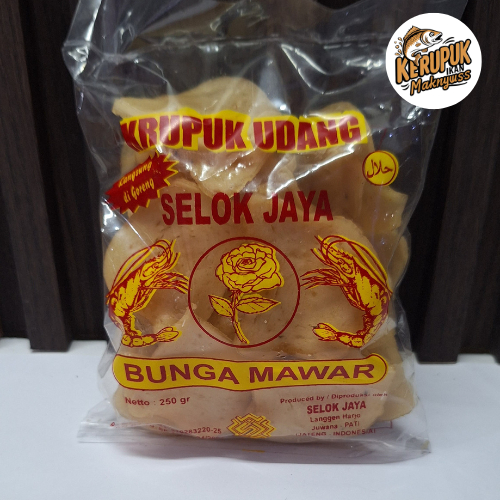 KERUPUK
IKAN
Maknyuss
KRUPUK UDANG
حلال
Langsung
di Goreng
SELOK JAYA
BUNGA MAWAR
Netto : 250 gr
Produced by / Diproduksi
SELOK JAYA
Langgen Harjo
Juwana PATI
JATENG INDONESIA